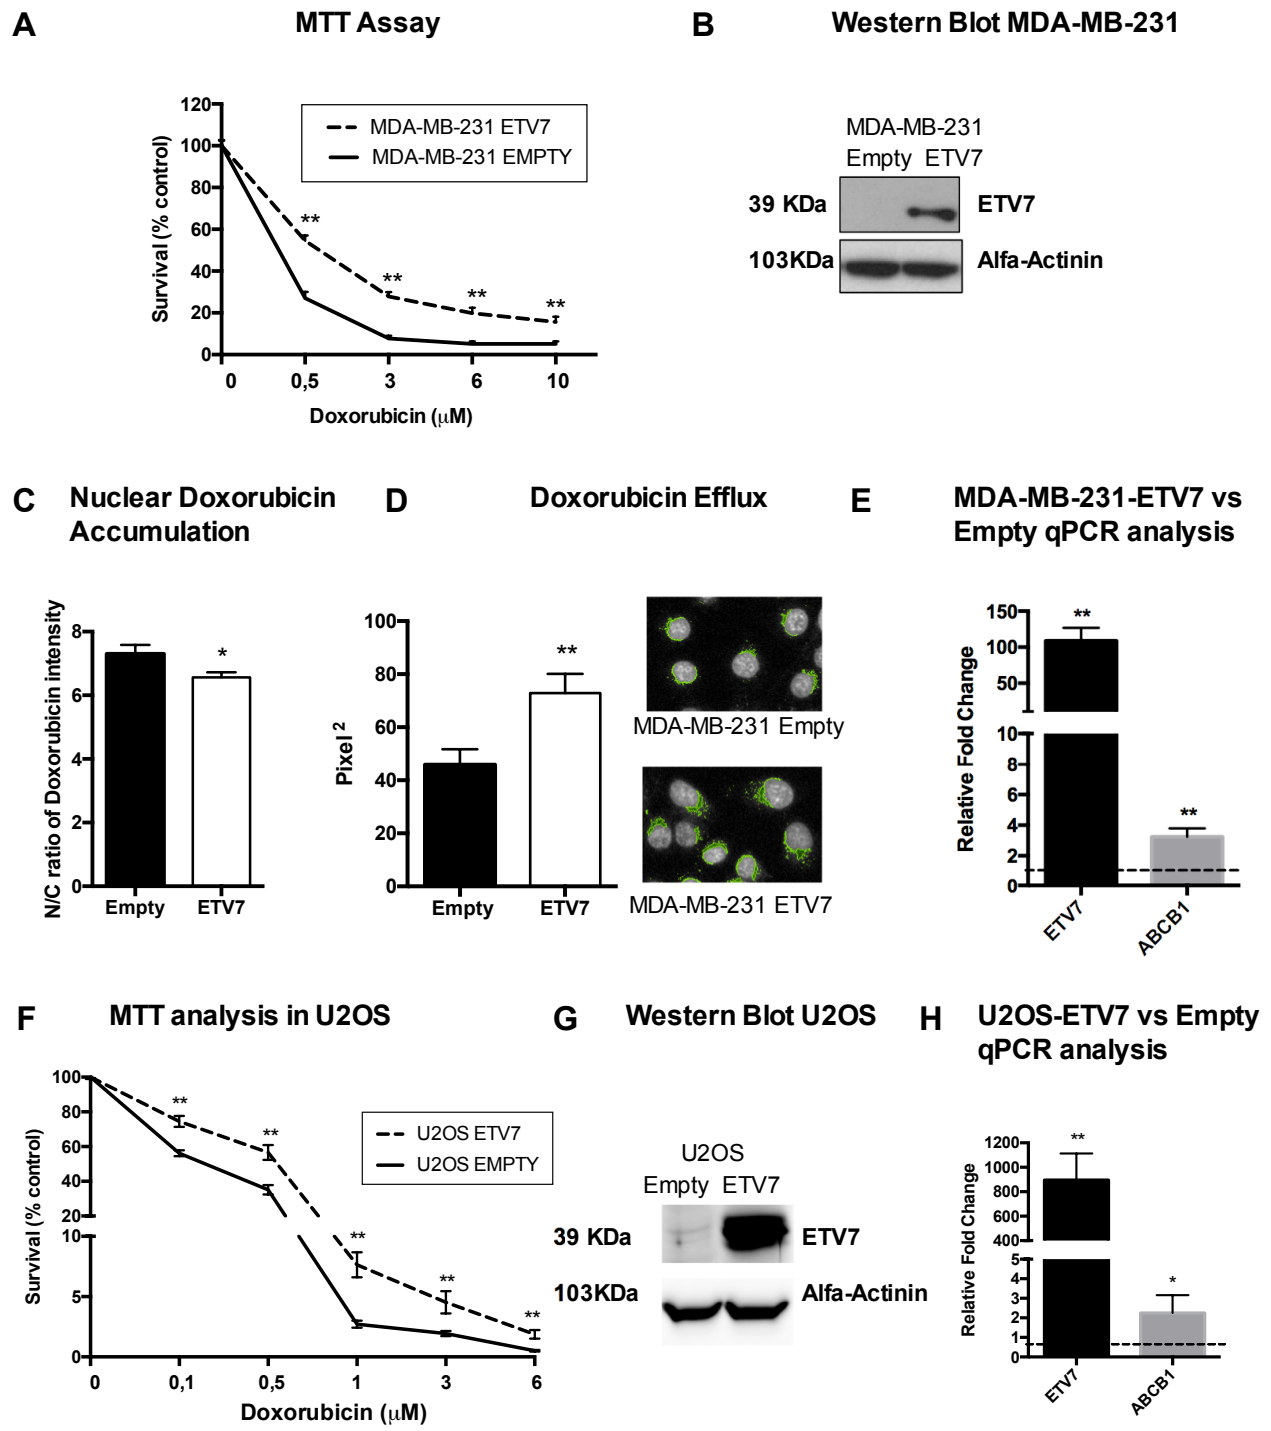 A
MTT Assay
120
100
80
60
40
20
0
Survival (% control)
MDA-MB-231 ETV7
MDA-MB-231 EMPTY
**
**
**
**
0 0,5 3 6 10
Doxorubicin (μM)
B
Western Blot MDA-MB-231
MDA-MB-231
Empty ETV7
39 KDa
ETV7
103KDa
Alfa-Actinin
C
Nuclear Doxorubicin
Accumulation
N/C ratio of Doxorubicin intensity
8
6
4
2
0
*
Empty ETV7
D
Doxorubicin Efflux
Pixel 2
100
80
60
40
20
0
**
Empty ETV7
MDA-MB-231 Empty
MDA-MB-231 ETV7
E
MDA-MB-231-ETV7 vs
Empty qPCR analysis
Relative Fold Change
150
100
50
10
8
6
4
2
0
**
**
ETV7
ABCB1
F
MTT analysis in U2OS
Survival (% control)
100
80
60
40
20
10
5
0
U2OS ETV7
U2OS EMPTY
**
**
**
**
**
0 0,1 0,5 1 3 6
Doxorubicin (μM)
G
Western Blot U2OS
U2OS
Empty ETV7
39 KDa
ETV7
103KDa
Alfa-Actinin
H
U2OS-ETV7 vs Empty
qPCR analysis
Relative Fold Change
1200
1000
800
600
400
5
4
3
2
1
0
**
*
ETV7
ABCB1